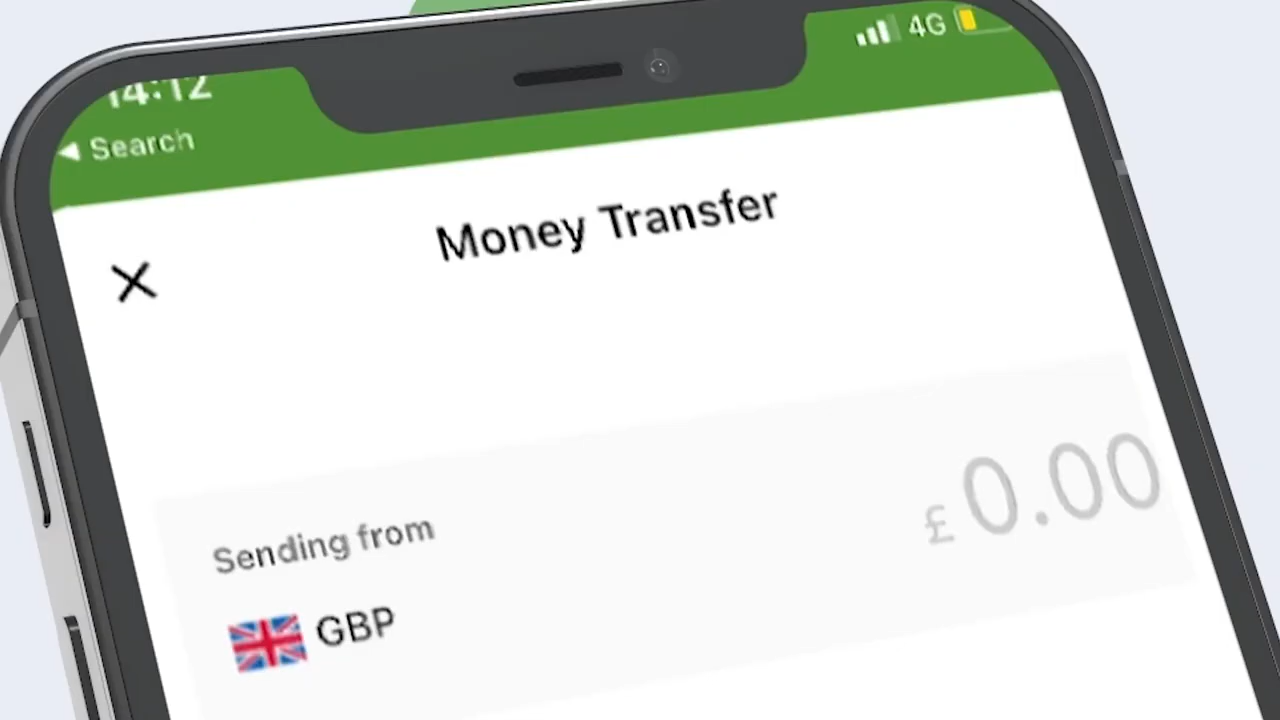 14:12
4G
Search
Money Transfer
Sending from
£ 0.00
GBP